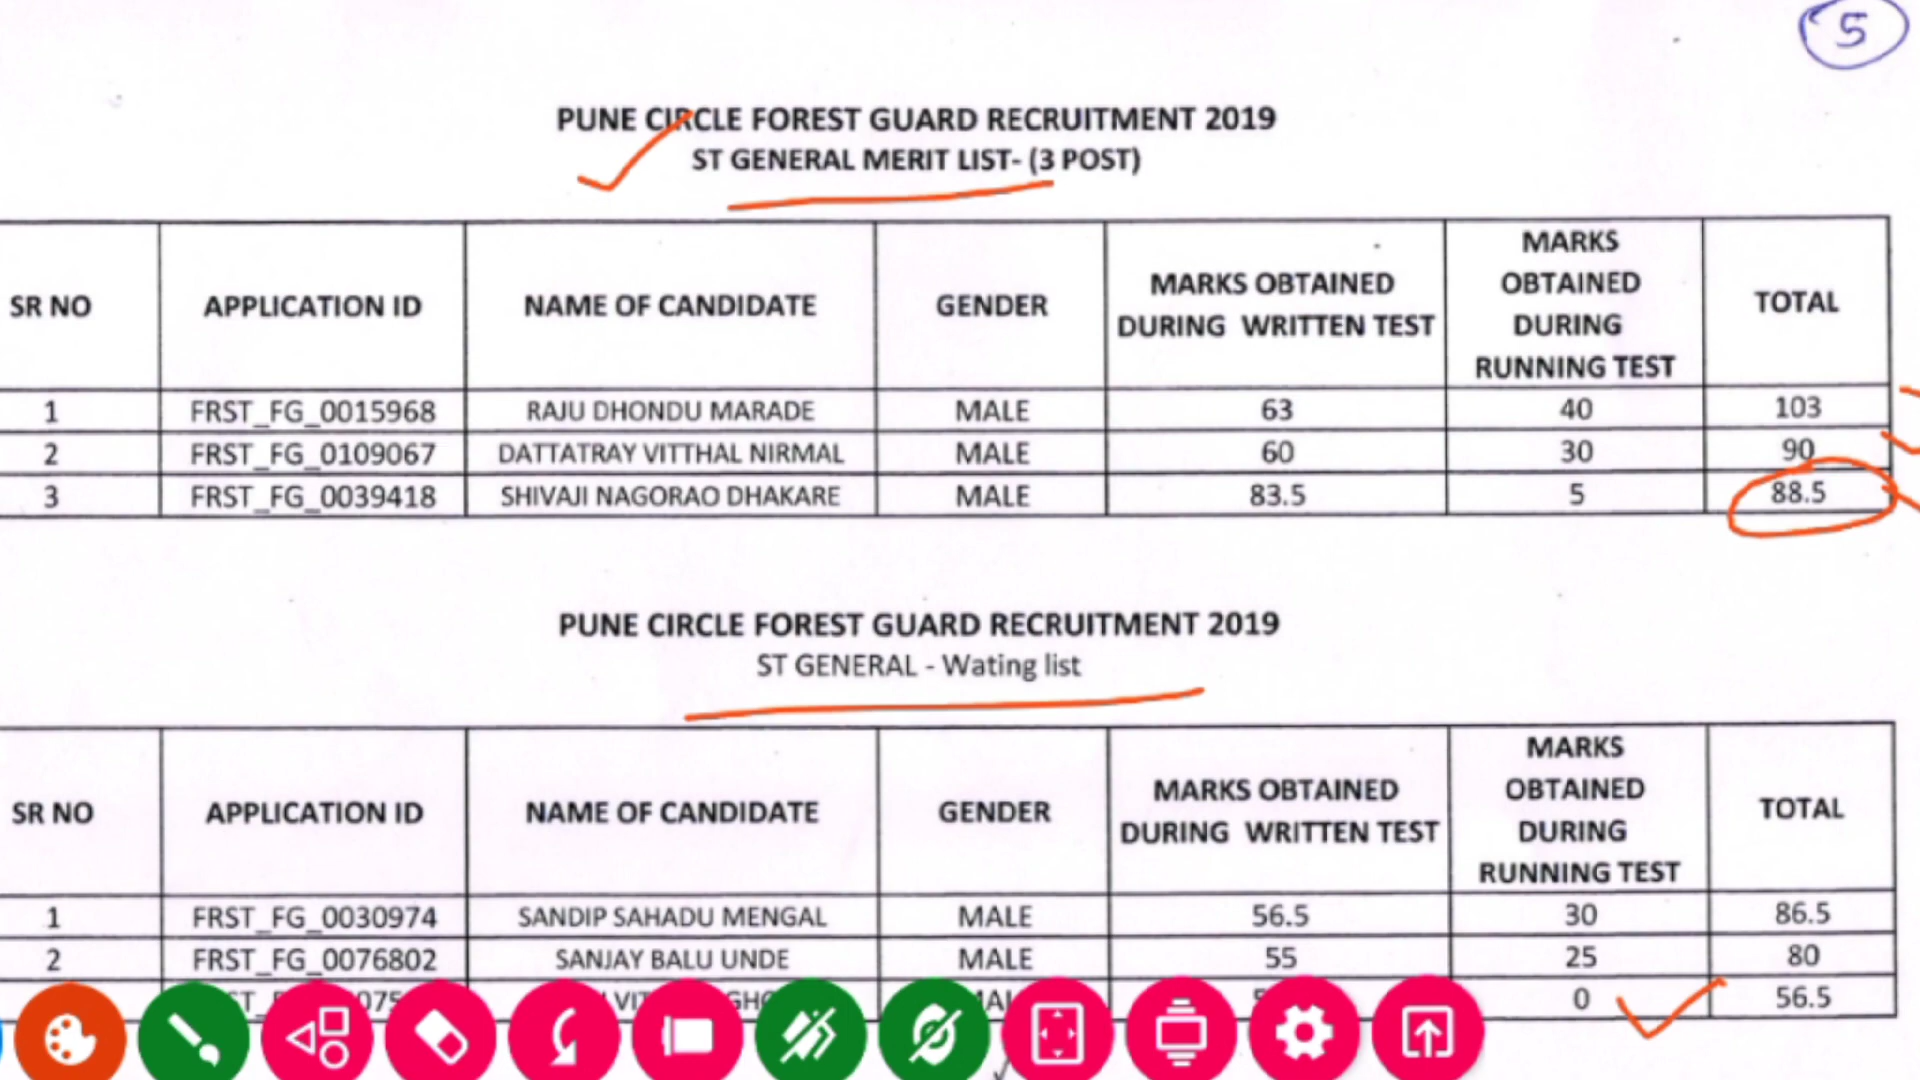 5
PUNE CIRCLE FOREST GUARD RECRUITMENT 2019
ST GENERAL MERIT LIST- (3 POST)
SR NO APPLICATION ID NAME OF CANDIDATE GENDER MARKS OBTAINED DURING WRITTEN TEST MARKS OBTAINED DURING RUNNING TEST TOTAL
1 FRST_FG_0015968 RAJU DHONDU MARADE MALE 63 40 103
2 FRST_FG_0109067 DATTATRAY VITTHAL NIRMAL MALE 60 30 90
3 FRST_FG_0039418 SHIVAJI NAGORAO DHAKARE MALE 83.5 5 88.5
PUNE CIRCLE FOREST GUARD RECRUITMENT 2019
ST GENERAL - Wating list
SR NO APPLICATION ID NAME OF CANDIDATE GENDER MARKS OBTAINED DURING WRITTEN TEST MARKS OBTAINED DURING RUNNING TEST TOTAL
1 FRST_FG_0030974 SANDIP SAHADU MENGAL MALE 56.5 30 86.5
2 FRST_FG_0076802 SANJAY BALU UNDE MALE 55 25 80
0 56.5